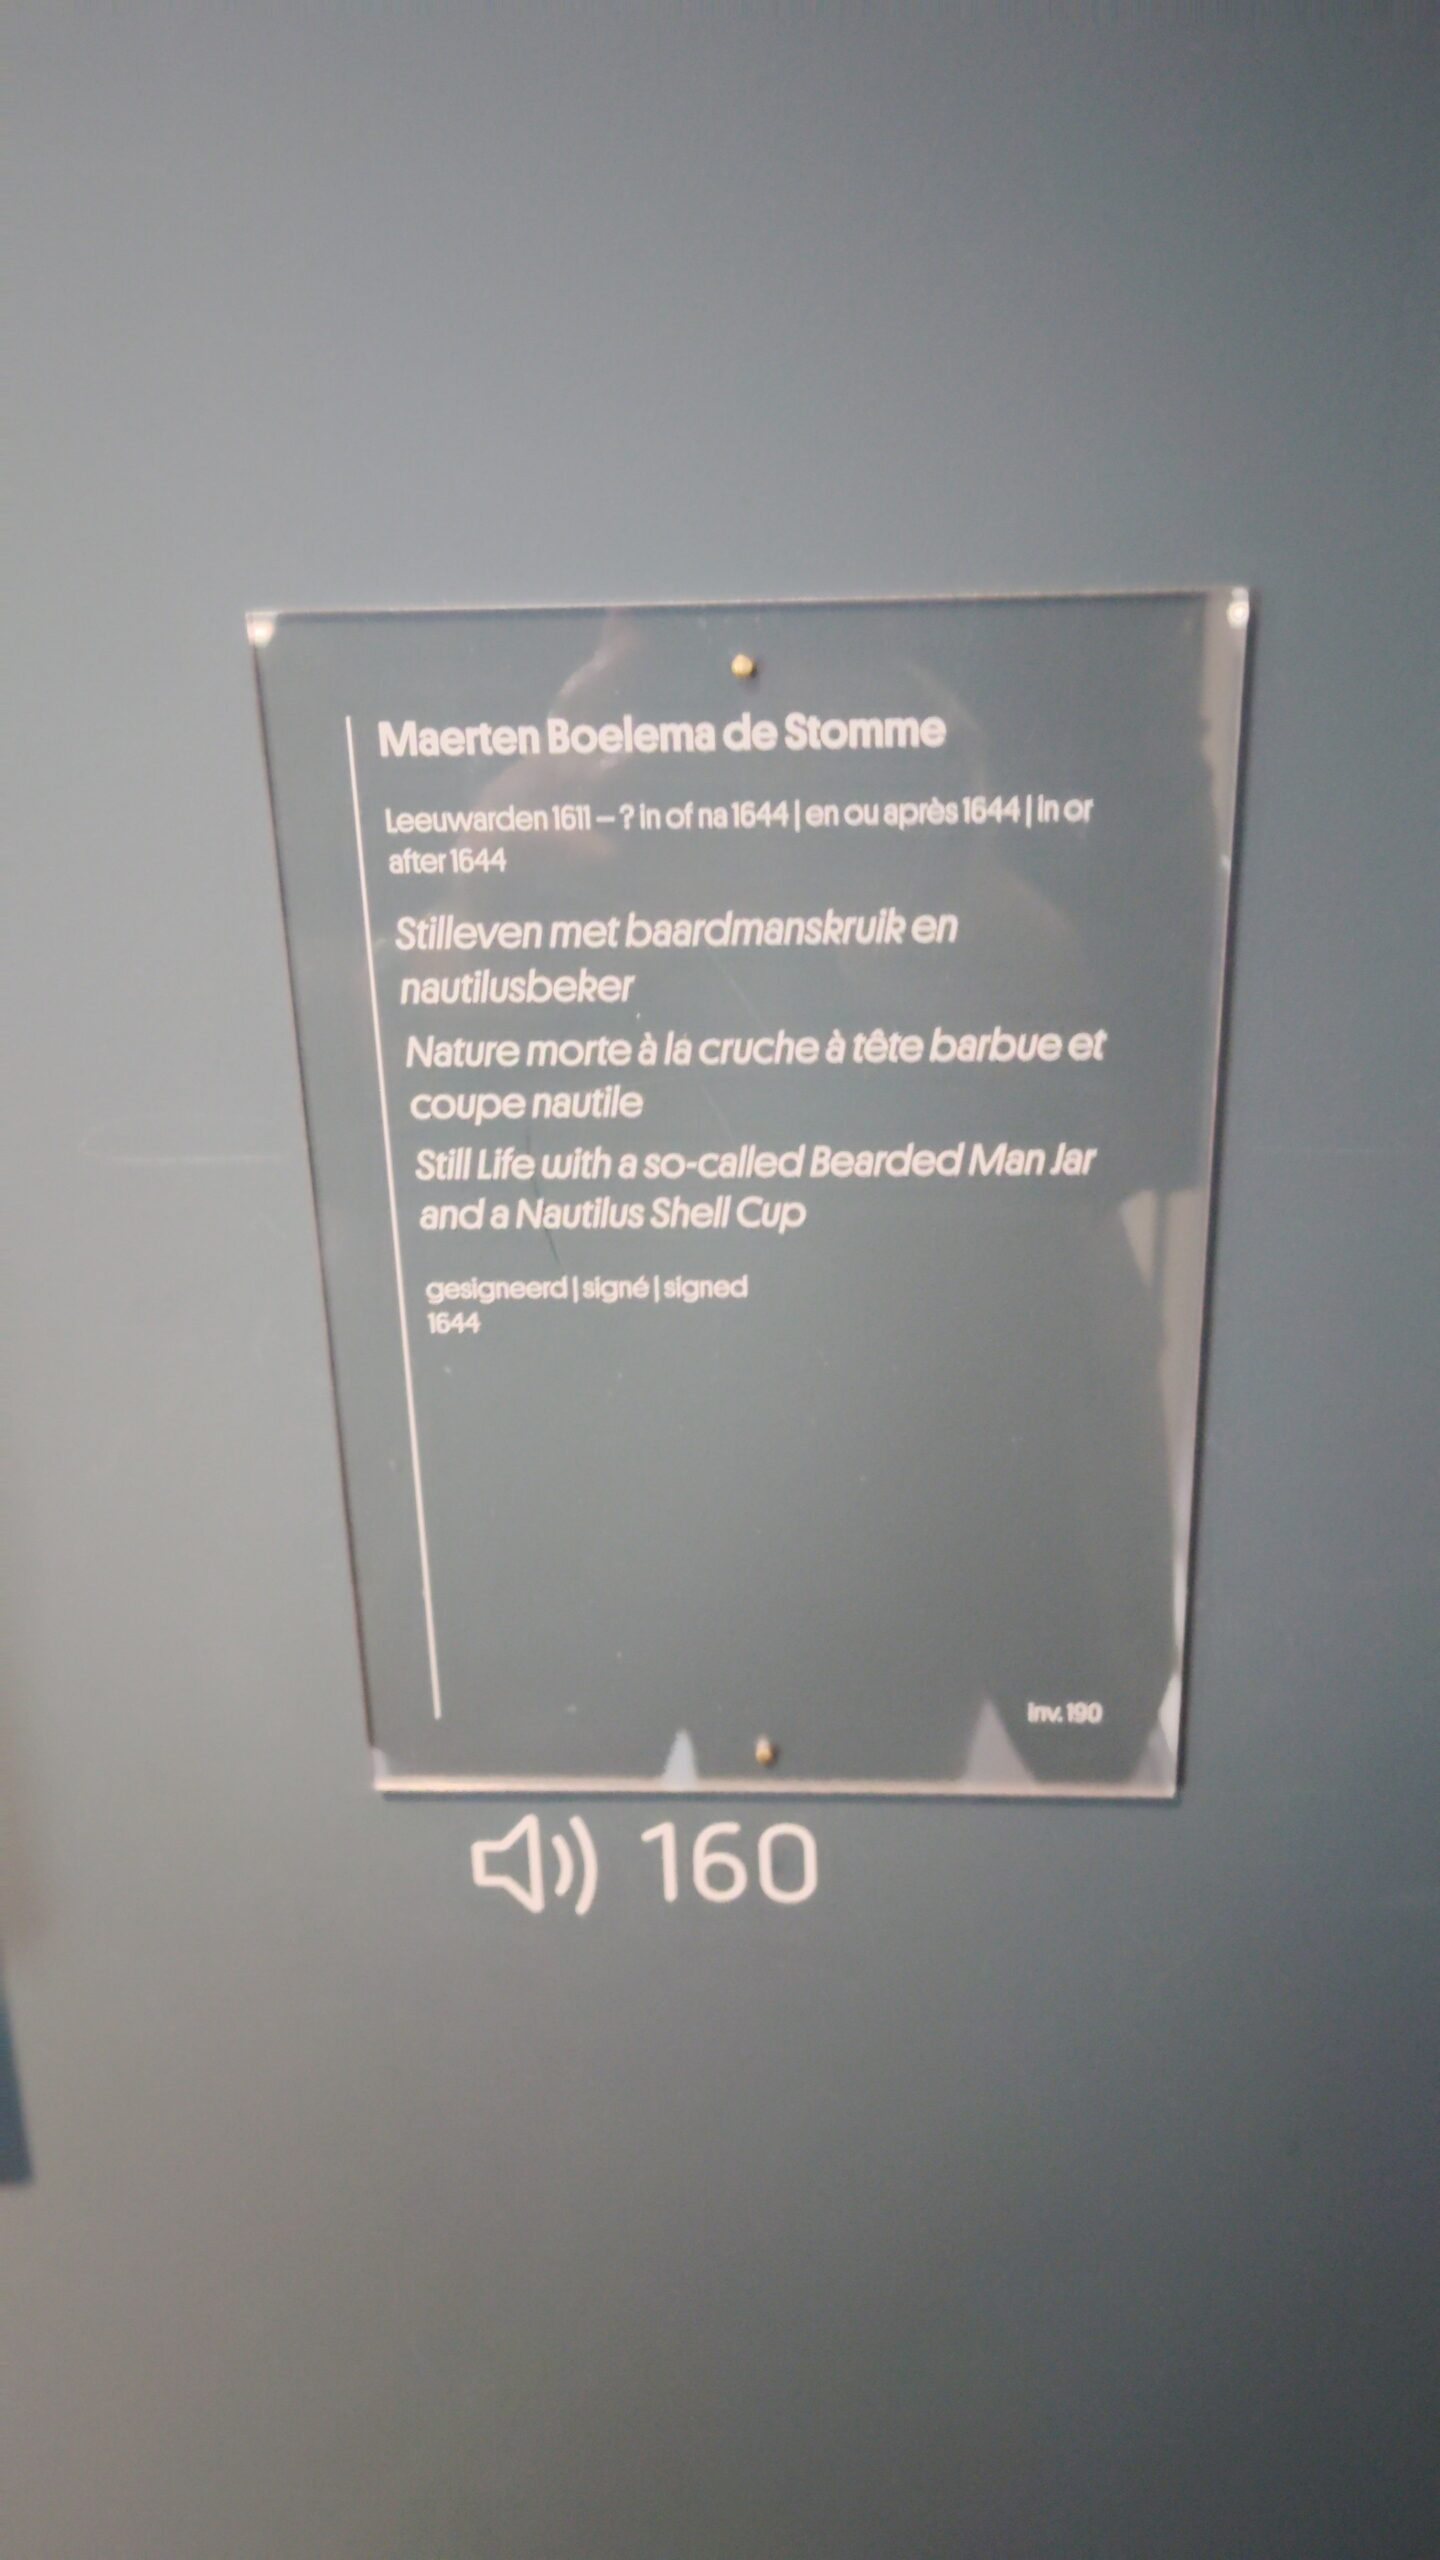 Maerten Boelema de Stomme
Leeuwarden 1611 – ? in of na 1644 | en ou après 1644 | in or
after 1644
Stilleven met baardmanskruik en
nautilusbeker
Nature morte à la cruche à tête barbue et
coupe nautile
Still Life with a so-called Bearded Man Jar
and a Nautilus Shell Cup
gesigneerd | signé | signed
1644
inv. 190
160